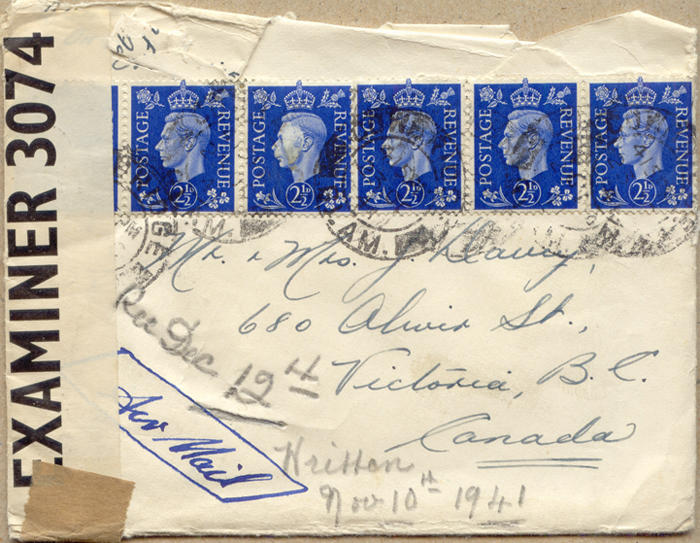 EXAMINER 3074
POSTAGE REVENUE 2½D
POSTAGE REVENUE 2½D
POSTAGE REVENUE 2½D
POSTAGE REVENUE 2½D
POSTAGE REVENUE 2½D
AM.
Mr. & Mrs. J.
680 St.,
Victoria, B.C.
Canada
Rec Dec 12th
Air Mail
Written
Nov 10th 1941